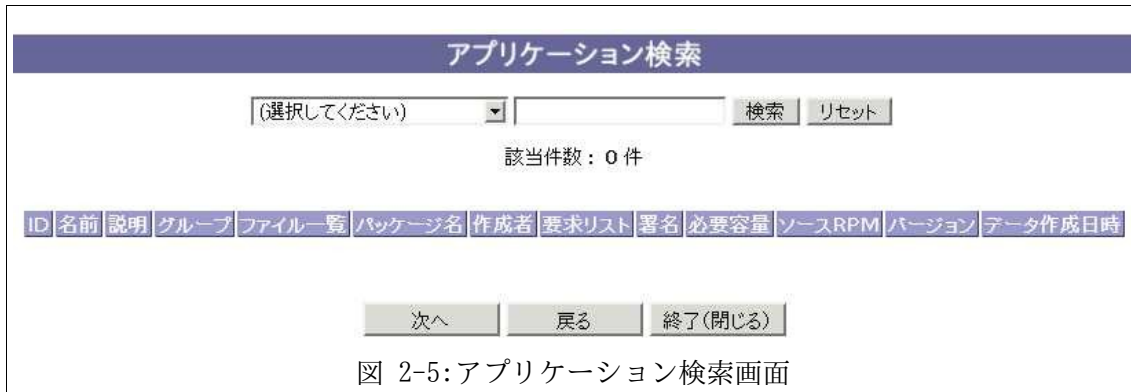 アプリケーション検索
(選択してください) 検索 リセット
該当件数: 0 件
ID 名前 説明 グループ ファイル一覧 パッケージ名 作成者 要求リスト 署名 必要容量 ソースRPM バージョン データ作成日時
次へ 戻る 終了(閉じる)
図 2-5:アプリケーション検索画面